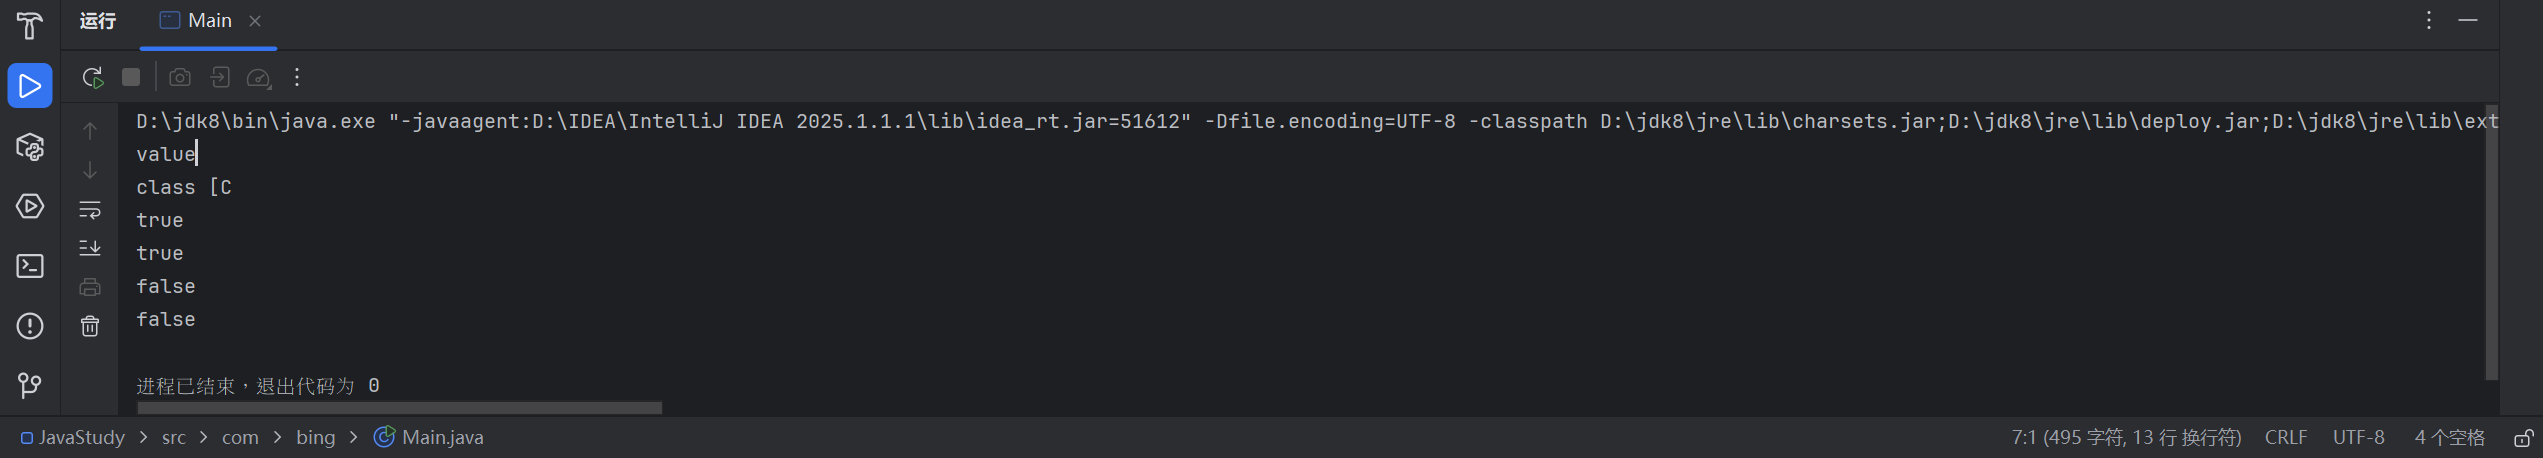 运行 Main
D:\jdk8\bin\java.exe "-javaagent:D:\IDEA\IntelliJ IDEA 2025.1.1.1\lib\idea_rt.jar=51612" -Dfile.encoding=UTF-8 -classpath D:\jdk8\jre\lib\charsets.jar;D:\jdk8\jre\lib\deploy.jar;D:\jdk8\jre\lib\ext
value
class [C
true
true
false
false
进程已结束，退出代码为 0
JavaStudy > src > com > bing > Main.java 7:1 (495 字符, 13 行 换行符) CRLF UTF-8 4 个空格